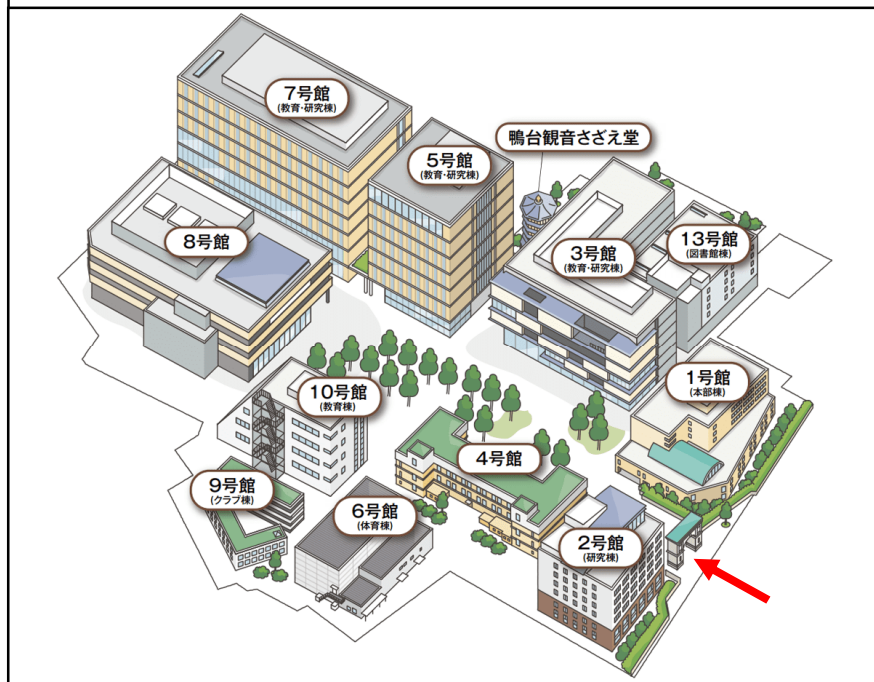 7号館
(教育・研究棟)
鴨台観音さざえ堂
5号館
(教育・研究棟)
8号館
3号館
(教育・研究棟)
13号館
(図書館棟)
1号館
(本部棟)
10号館
(教育棟)
4号館
9号館
(クラブ棟)
6号館
(体育棟)
2号館
(研究棟)